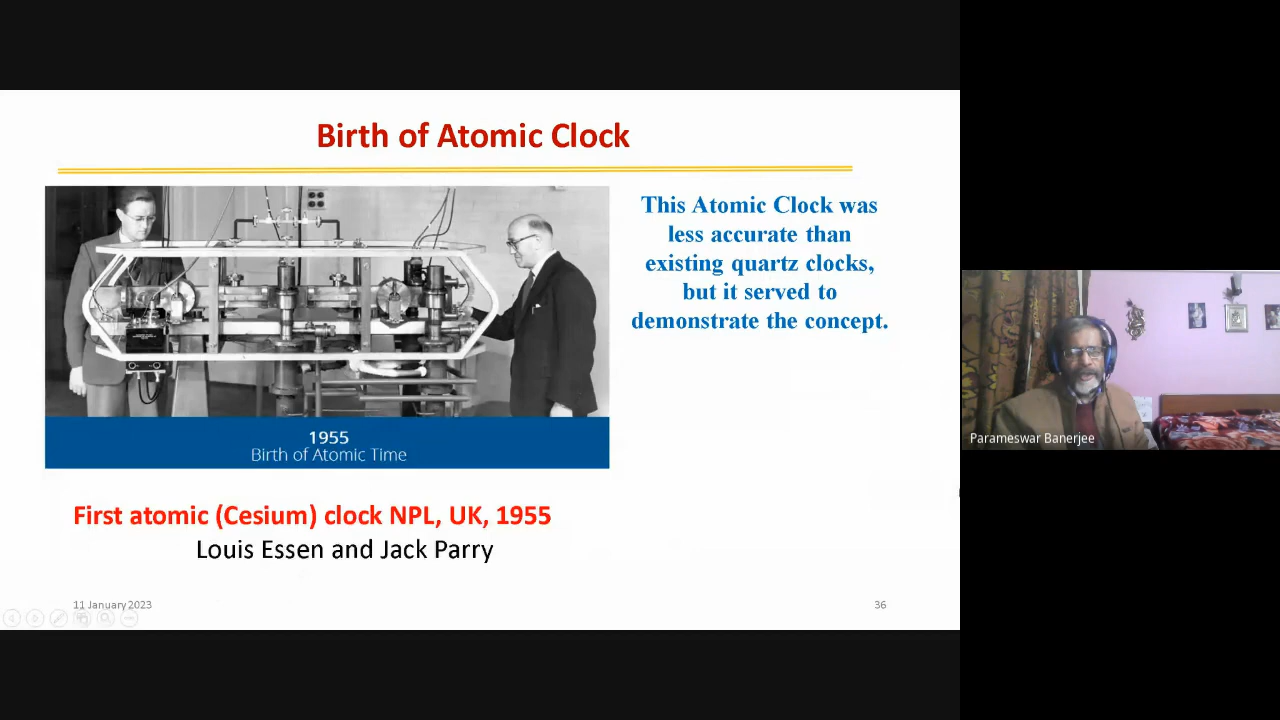 Birth of Atomic Clock
This Atomic Clock was
less accurate than
existing quartz clocks,
but it served to
demonstrate the concept.
1955
Birth of Atomic Time
First atomic (Cesium) clock NPL, UK, 1955
Louis Essen and Jack Parry
11 January 2023
36
Parameswar Banerjee